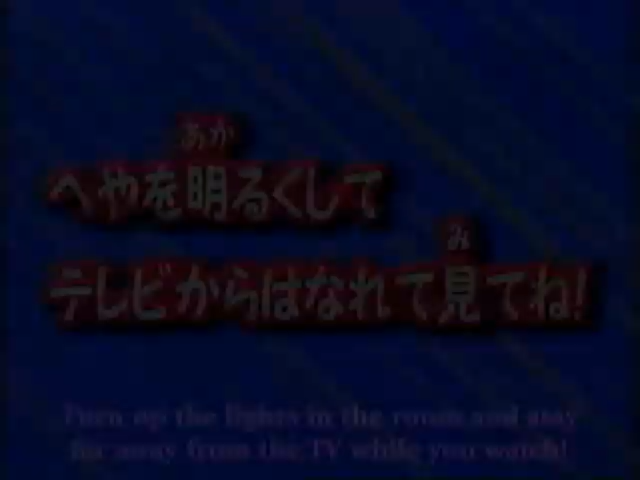 あか
へやを明るくして
み
テレビからはなれて見てね!
Turn up the lights in the room and stay
far away from the TV while you watch!